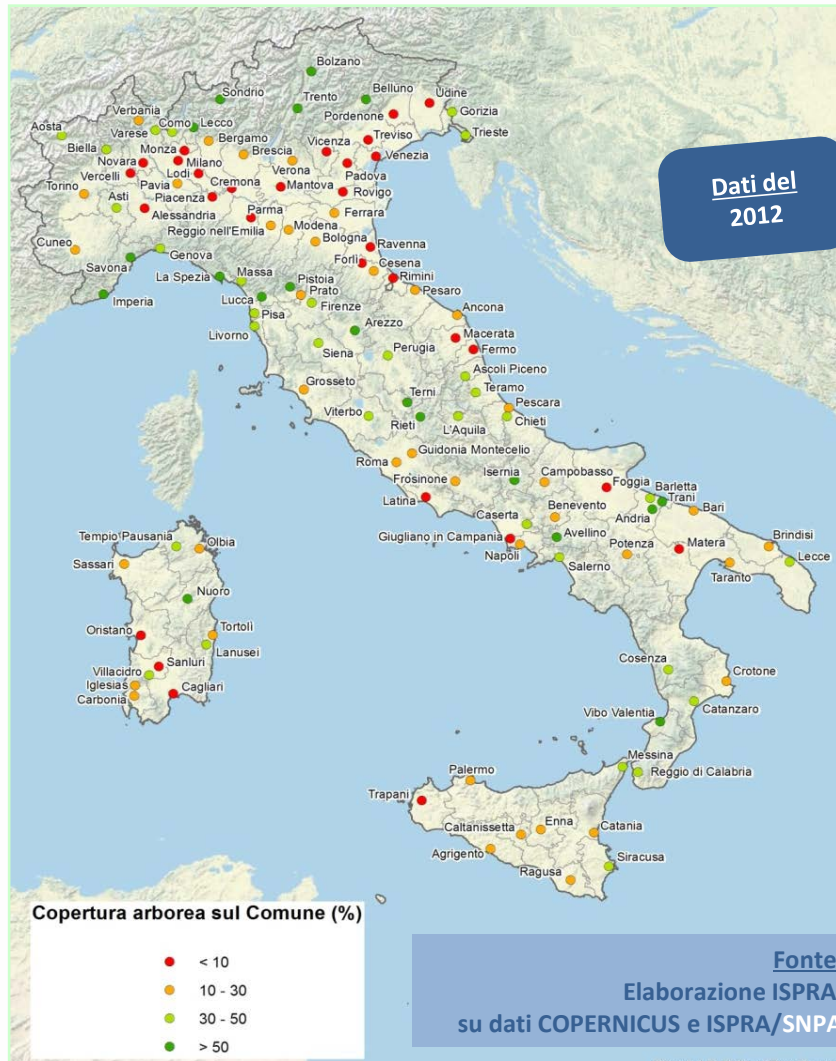 Bolzano
Sondrio
Belluno
Udine
Trento
Verbania
Pordenone
Gorizia
Como
Lecco
Aosta
Varese
Bergamo
Vicenza
Treviso
Trieste
Biella
Monza
Brescia
Novara
Milano
Verona
Venezia
Vercelli
Lodi
Padova
Torino
Pavia
Cremona
Mantova
Rovigo
Asti
Piacenza
Alessandria
Parma
Ferrara
Reggio nell'Emilia
Modena
Cuneo
Bologna
Ravenna
Genova
Forlì
Cesena
Savona
Massa
La Spezia
Pistoia
Rimini
Prato
Pesaro
Imperia
Lucca
Firenze
Pisa
Ancona
Arezzo
Livorno
Macerata
Siena
Perugia
Fermo
Ascoli Piceno
Grosseto
Terni
Teramo
Pescara
Viterbo
Rieti
L'Aquila
Chieti
Guidonia Montecelio
Roma
Isernia
Campobasso
Frosinone
Foggia
Barletta
Trani
Latina
Benevento
Andria
Bari
Caserta
Tempio Pausania
Giugliano in Campania
Avellino
Brindisi
Olbia
Napoli
Potenza
Matera
Sassari
Salerno
Lecce
Taranto
Nuoro
Oristano
Tortolì
Lanusei
Cosenza
Sanluri
Villacidro
Crotone
Iglesias
Cagliari
Carbonia
Catanzaro
Vibo Valentia
Messina
Palermo
Reggio di Calabria
Trapani
Enna
Caltanissetta
Catania
Agrigento
Siracusa
Ragusa
Dati del
2012
Copertura arborea sul Comune (%)
< 10
10 - 30
30 - 50
> 50
Fonte
Elaborazione ISPRA
su dati COPERNICUS e ISPRA/SNPA